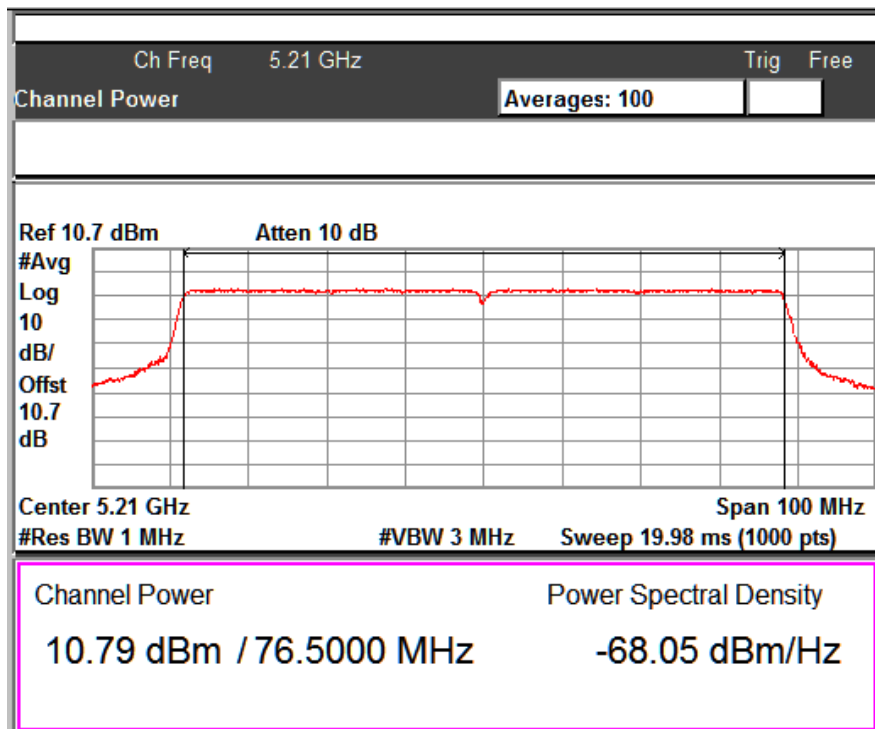 Ch Freq 5.21 GHz Trig Free
Channel Power Averages: 100
Ref 10.7 dBm Atten 10 dB
#Avg
Log
10
dB/
Offst
10.7
dB
Center 5.21 GHz Span 100 MHz
#Res BW 1 MHz #VBW 3 MHz Sweep 19.98 ms (1000 pts)
Channel Power Power Spectral Density
10.79 dBm / 76.5000 MHz -68.05 dBm/Hz